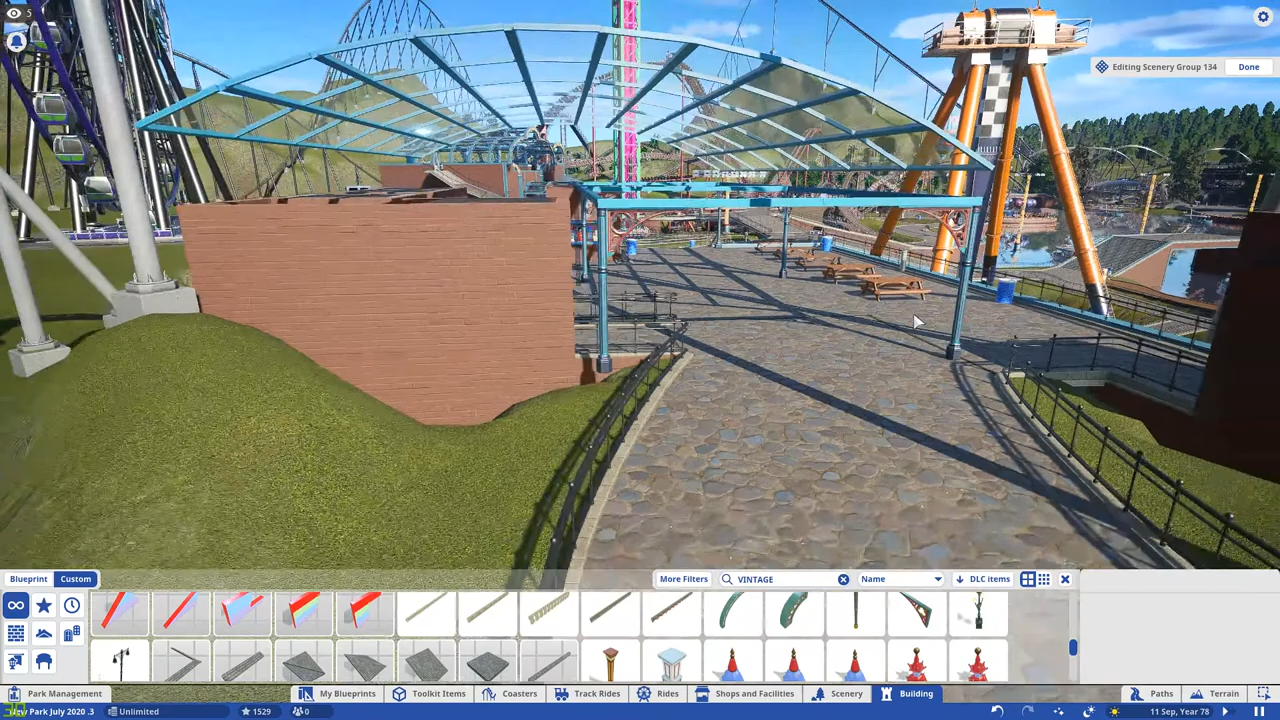 5
Editing Scenery Group 134 Done
Blueprint Custom More Filters VINTAGE Name DLC items
Park Management My Blueprints Toolkit Items Coasters Track Rides Rides Shops and Facilities Scenery Building Paths Terrain
New Park July 2020 .3 Unlimited 1529 0 11 Sep, Year 78